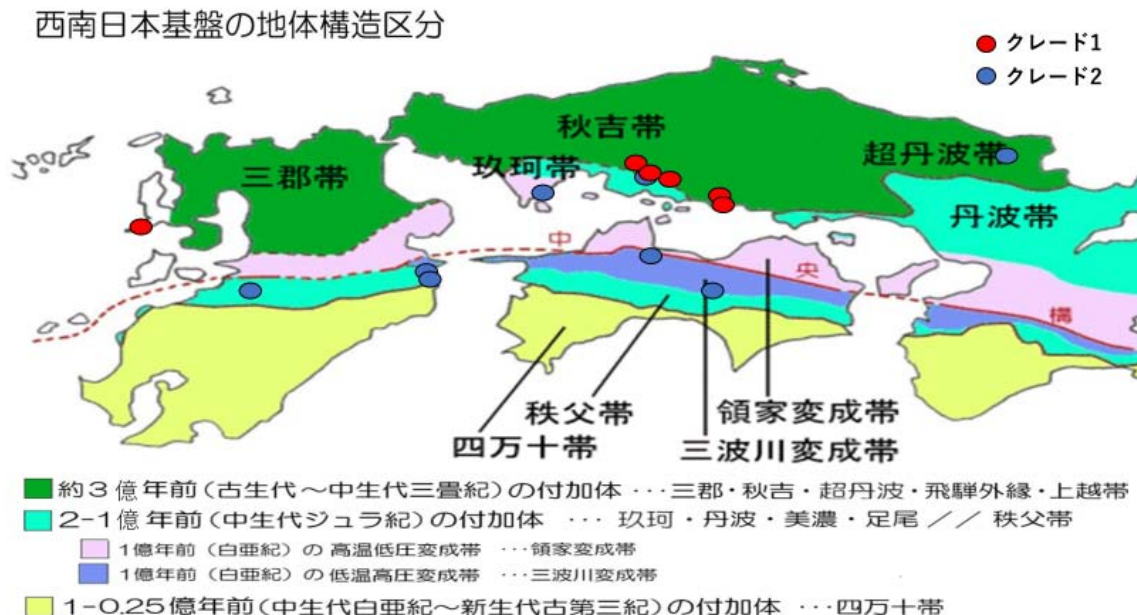 西南日本基盤の地体構造区分
クレード1
クレード2
秋吉帯
超丹波帯
玖珂帯
三郡帯
丹波帯
中
央
構
秩父帯
領家変成帯
四万十帯
三波川変成帯
約3億年前(古生代~中生代三畳紀)の付加体 …三郡・秋吉・超丹波・飛騨外縁・上越帯
2-1億年前(中生代ジュラ紀)の付加体 … 玖珂・丹波・美濃・足尾 // 秩父帯
1億年前(白亜紀)の高温低圧変成帯 …領家変成帯
1億年前(白亜紀)の低温高圧変成帯 …三波川変成帯
1-0.25億年前(中生代白亜紀~新生代古第三紀)の付加体 …四万十帯